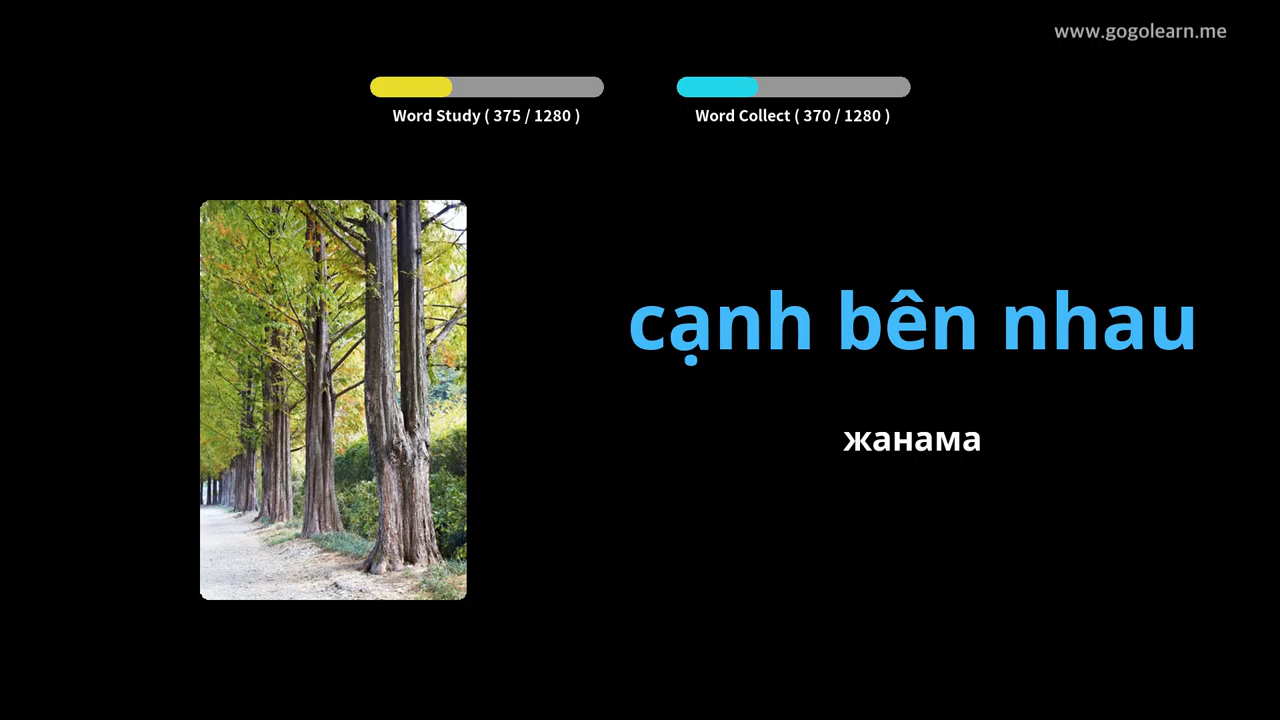 www.gogolearn.me
Word Study ( 375 / 1280 )
Word Collect ( 370 / 1280 )
cạnh bên nhau
жанама